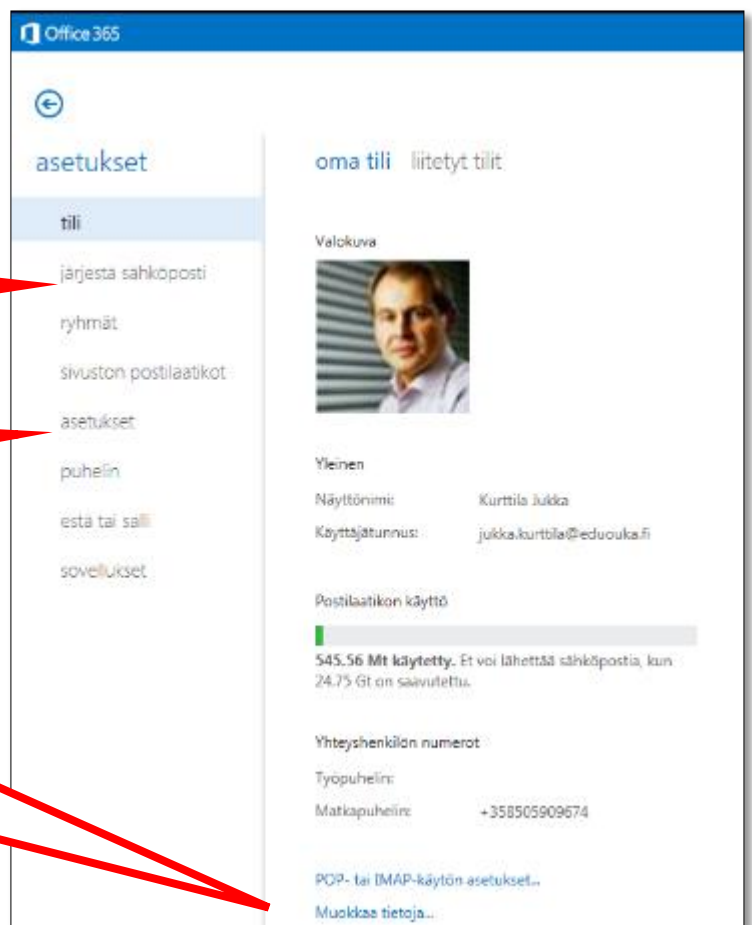 Office 365
asetukset
tili
järjestä sähköposti
ryhmät
sivuston postilaatikot
asetukset
puhelin
estä tai salli
sovellukset
oma tili liitetyt tilit
Valokuva
Yleinen
Näyttönimi: Kurttila Jukka
Käyttäjätunnus: jukka.kurttila@eduouka.fi
Postilaatikon käyttö
545.56 Mt käytetty. Et voi lähettää sähköpostia, kun
24.75 Gt on saavutettu.
Yhteyshenkilön numerot
Työpuhelin:
Matkapuhelin: +358505909674
POP- tai IMAP-käytön asetukset...
Muokkaa tietoja...